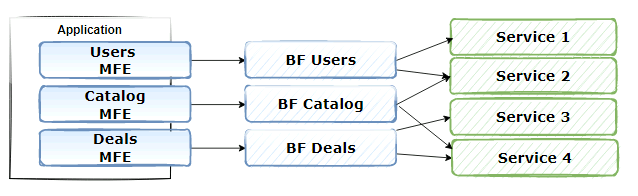 Application
Users
MFE
BF Users
Service 1
Service 2
Catalog
MFE
BF Catalog
Service 3
Deals
MFE
BF Deals
Service 4